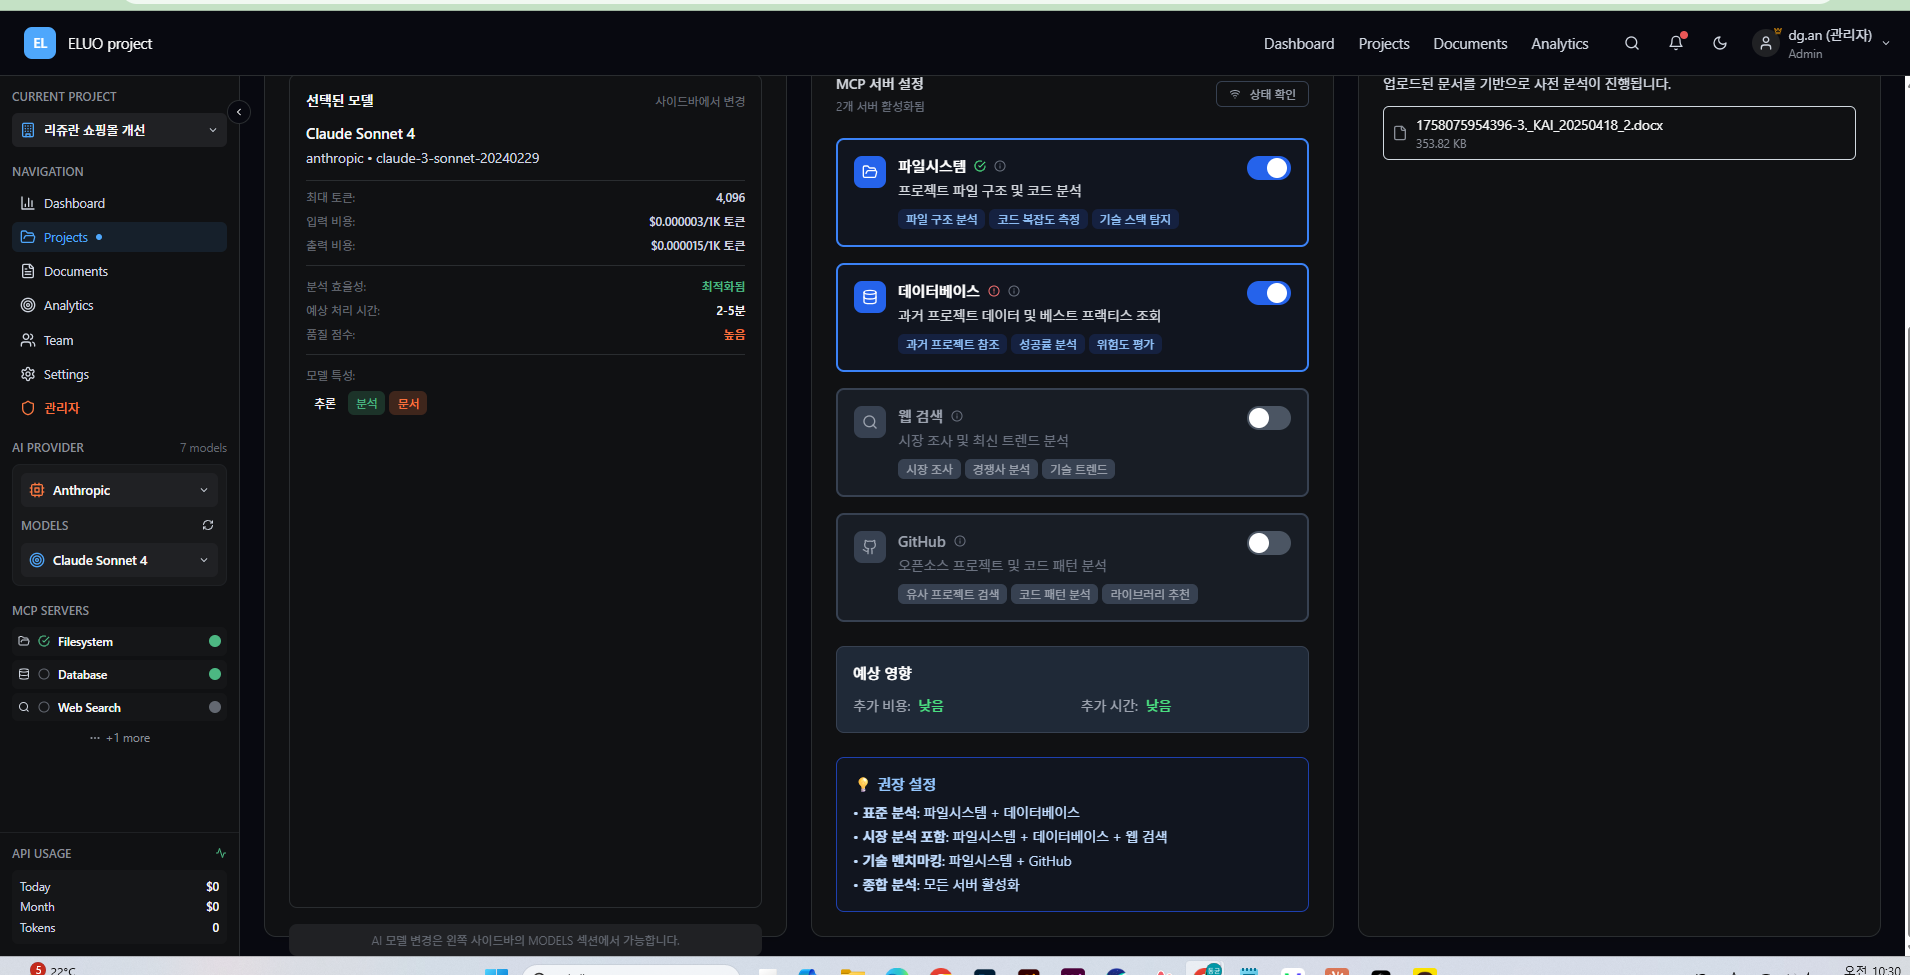 EL
ELUO project
Dashboard
Projects
Documents
Analytics
dg.an (관리자)
Admin
CURRENT PROJECT
리쥬란 쇼핑몰 개선
NAVIGATION
Dashboard
Projects
Documents
Analytics
Team
Settings
관리자
AI PROVIDER
7 models
Anthropic
MODELS
Claude Sonnet 4
MCP SERVERS
Filesystem
Database
Web Search
··· +1 more
API USAGE
Today $0
Month $0
Tokens 0
선택된 모델
사이드바에서 변경
Claude Sonnet 4
anthropic • claude-3-sonnet-20240229
최대 토큰: 4,096
입력 비용: $0.000003/1K 토큰
출력 비용: $0.000015/1K 토큰
분석 효율성: 최적화됨
예상 처리 시간: 2-5분
품질 점수: 높음
모델 특성:
추론 분석 문서
AI 모델 변경은 왼쪽 사이드바의 MODELS 섹션에서 가능합니다.
MCP 서버 설정
2개 서버 활성화됨
상태 확인
파일시스템
프로젝트 파일 구조 및 코드 분석
파일 구조 분석 코드 복잡도 측정 기술 스택 탐지
데이터베이스
과거 프로젝트 데이터 및 베스트 프랙티스 조회
과거 프로젝트 참조 성공률 분석 위험도 평가
웹 검색
시장 조사 및 최신 트렌드 분석
시장 조사 경쟁사 분석 기술 트렌드
GitHub
오픈소스 프로젝트 및 코드 패턴 분석
유사 프로젝트 검색 코드 패턴 분석 라이브러리 추천
예상 영향
추가 비용: 낮음 추가 시간: 낮음
권장 설정
• 표준 분석: 파일시스템 + 데이터베이스
• 시장 분석 포함: 파일시스템 + 데이터베이스 + 웹 검색
• 기술 벤치마킹: 파일시스템 + GitHub
• 종합 분석: 모든 서버 활성화
업로드된 문서를 기반으로 사전 분석이 진행됩니다.
1758075954396-3._KAI_20250418_2.docx
353.82 KB
5
22°C
오전 10:30